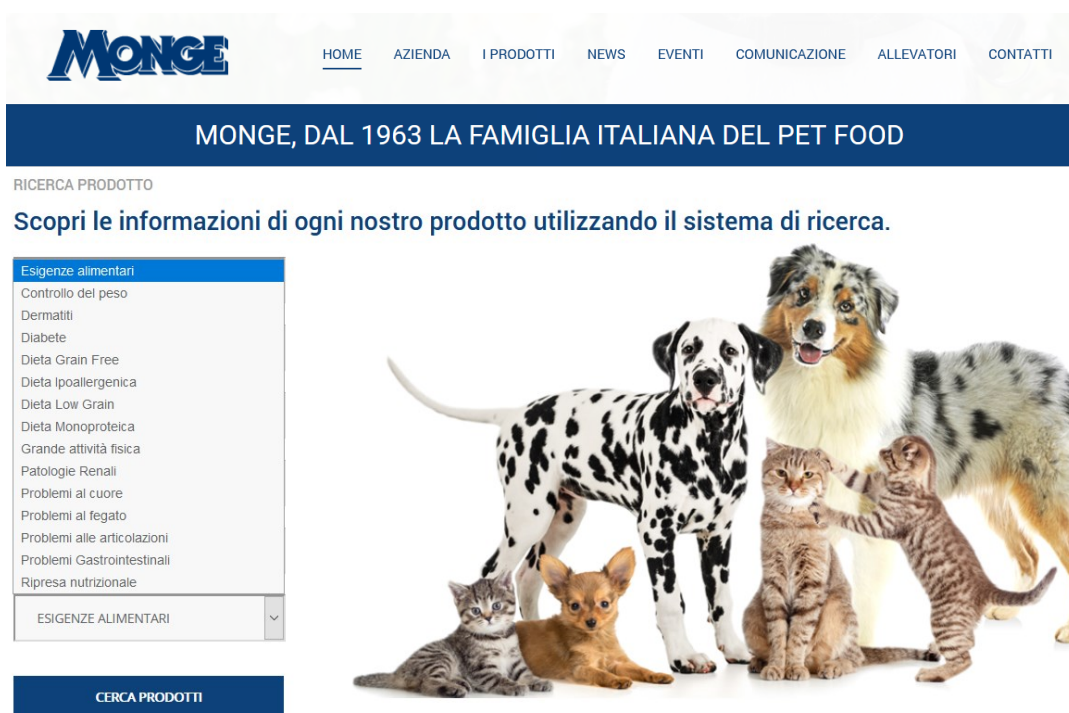 MONGE
HOME AZIENDA I PRODOTTI NEWS EVENTI COMUNICAZIONE ALLEVATORI CONTATTI
MONGE, DAL 1963 LA FAMIGLIA ITALIANA DEL PET FOOD
RICERCA PRODOTTO
Scopri le informazioni di ogni nostro prodotto utilizzando il sistema di ricerca.
Esigenze alimentari
Controllo del peso
Dermatiti
Diabete
Dieta Grain Free
Dieta Ipoallergenica
Dieta Low Grain
Dieta Monoproteica
Grande attività fisica
Patologie Renali
Problemi al cuore
Problemi al fegato
Problemi alle articolazioni
Problemi Gastrointestinali
Ripresa nutrizionale
ESIGENZE ALIMENTARI
CERCA PRODOTTI